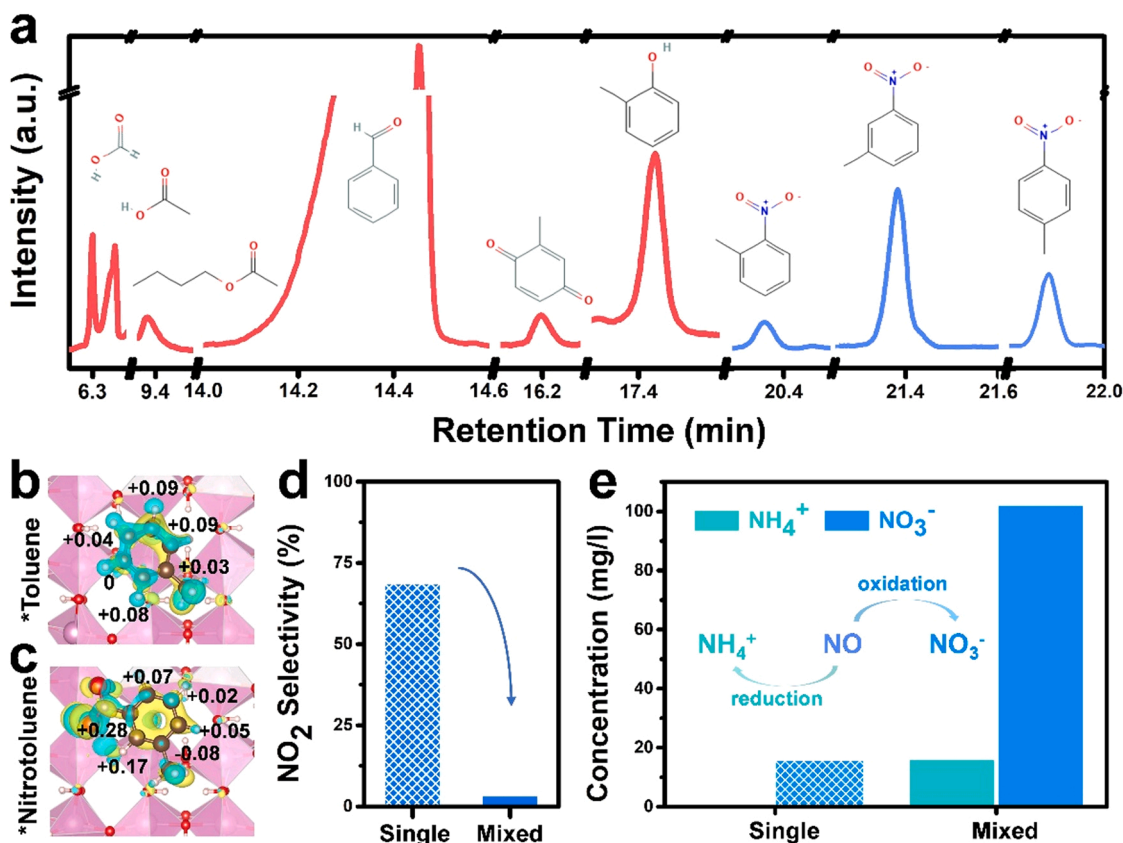 a
Intensity (a.u.)
6.3 9.4 14.0 14.2 14.4 14.6 16.2 17.4 20.4 21.4 21.6 22.0
Retention Time (min)
O
O
H
H
O
H
O
O
O
H
O
O
O
O
H
O
O
N
+
O
-
O
N
+
O
-
O
N
+
O
-
b
*Toluene
+0.09
+0.09
+0.04
+0.03
0
+0.08
c
*Nitrotoluene
+0.07
+0.02
+0.28
+0.05
-0.08
+0.17
d
NO2 Selectivity (%)
100
75
50
25
0
Single Mixed
e
Concentration (mg/l)
100
80
60
40
20
0
NH4+ NO3-
oxidation
NH4+ NO NO3-
reduction
Single Mixed